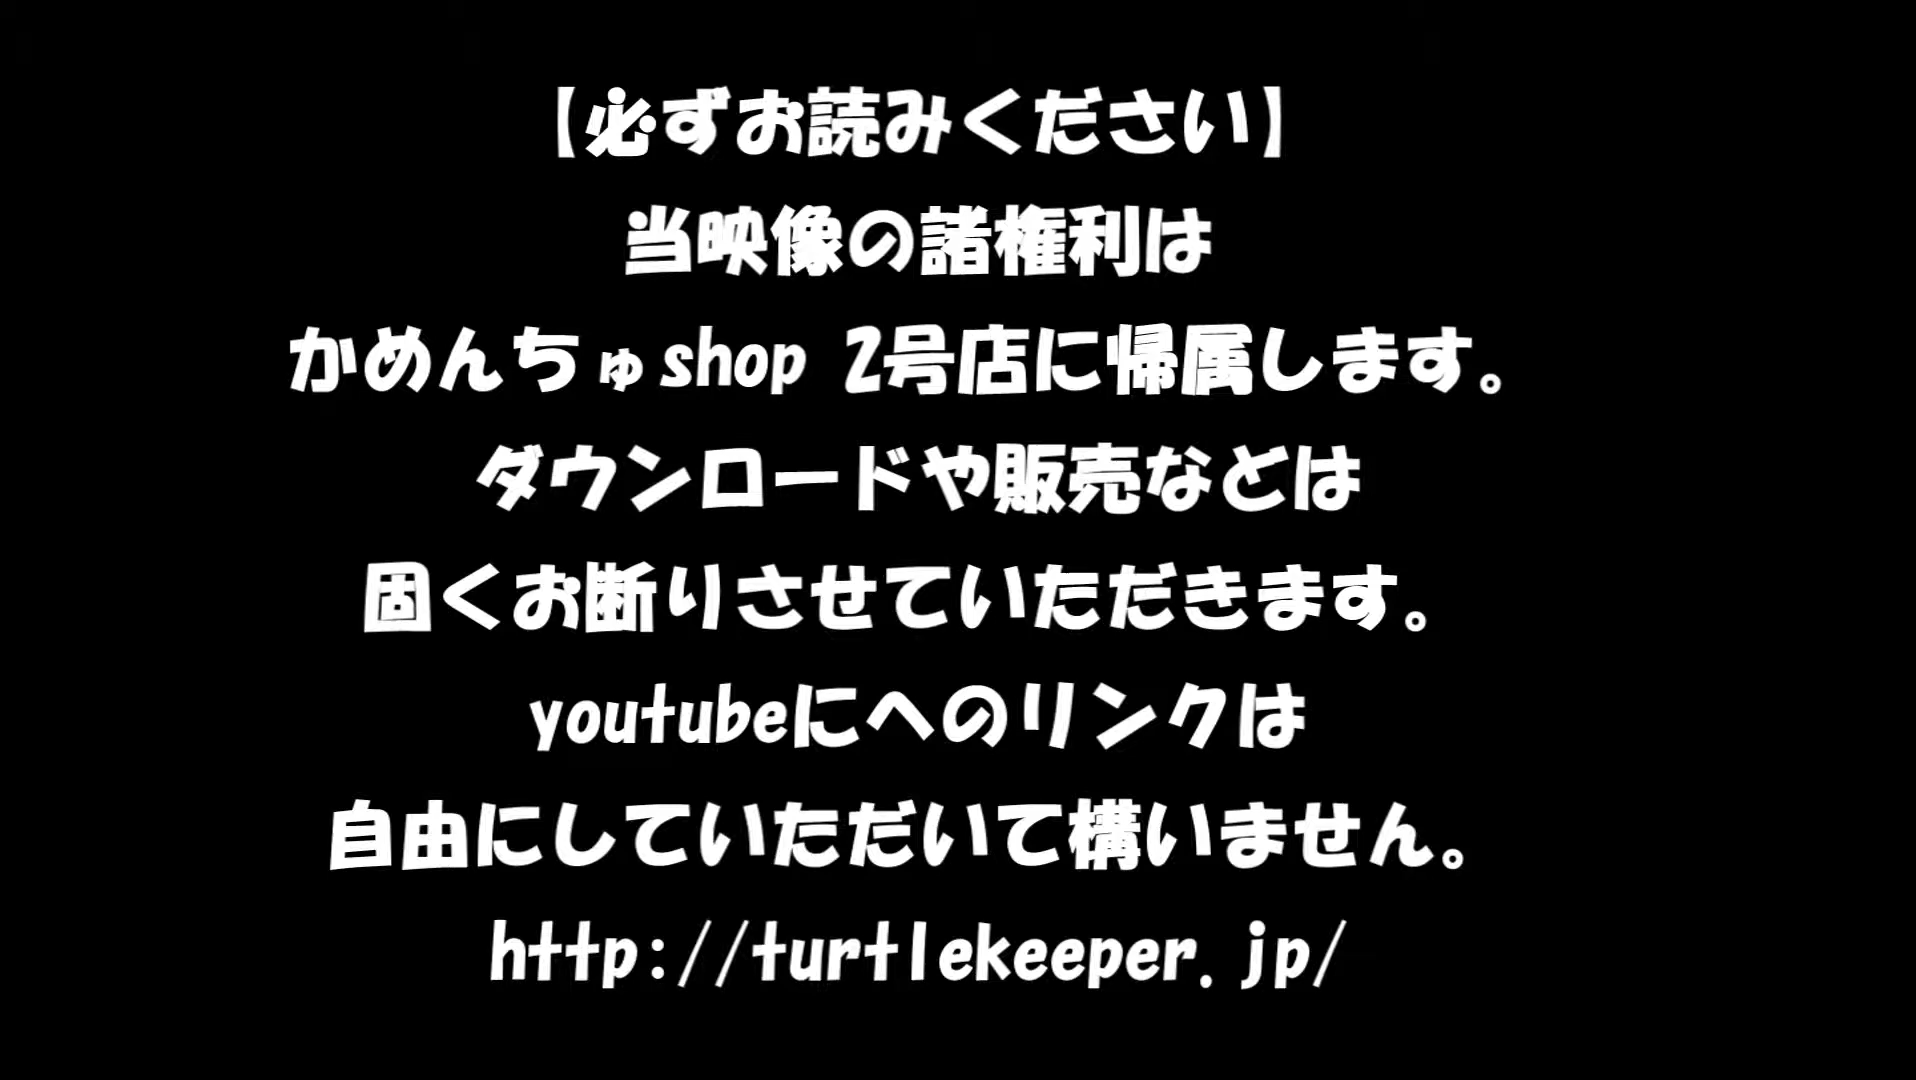 【必ずお読みください】
当映像の諸権利は
かめんちゅshop 2号店に帰属します。
ダウンロードや販売などは
固くお断りさせていただきます。
youtubeにへのリンクは
自由にしていただいて構いません。
http://turtlekeeper.jp/